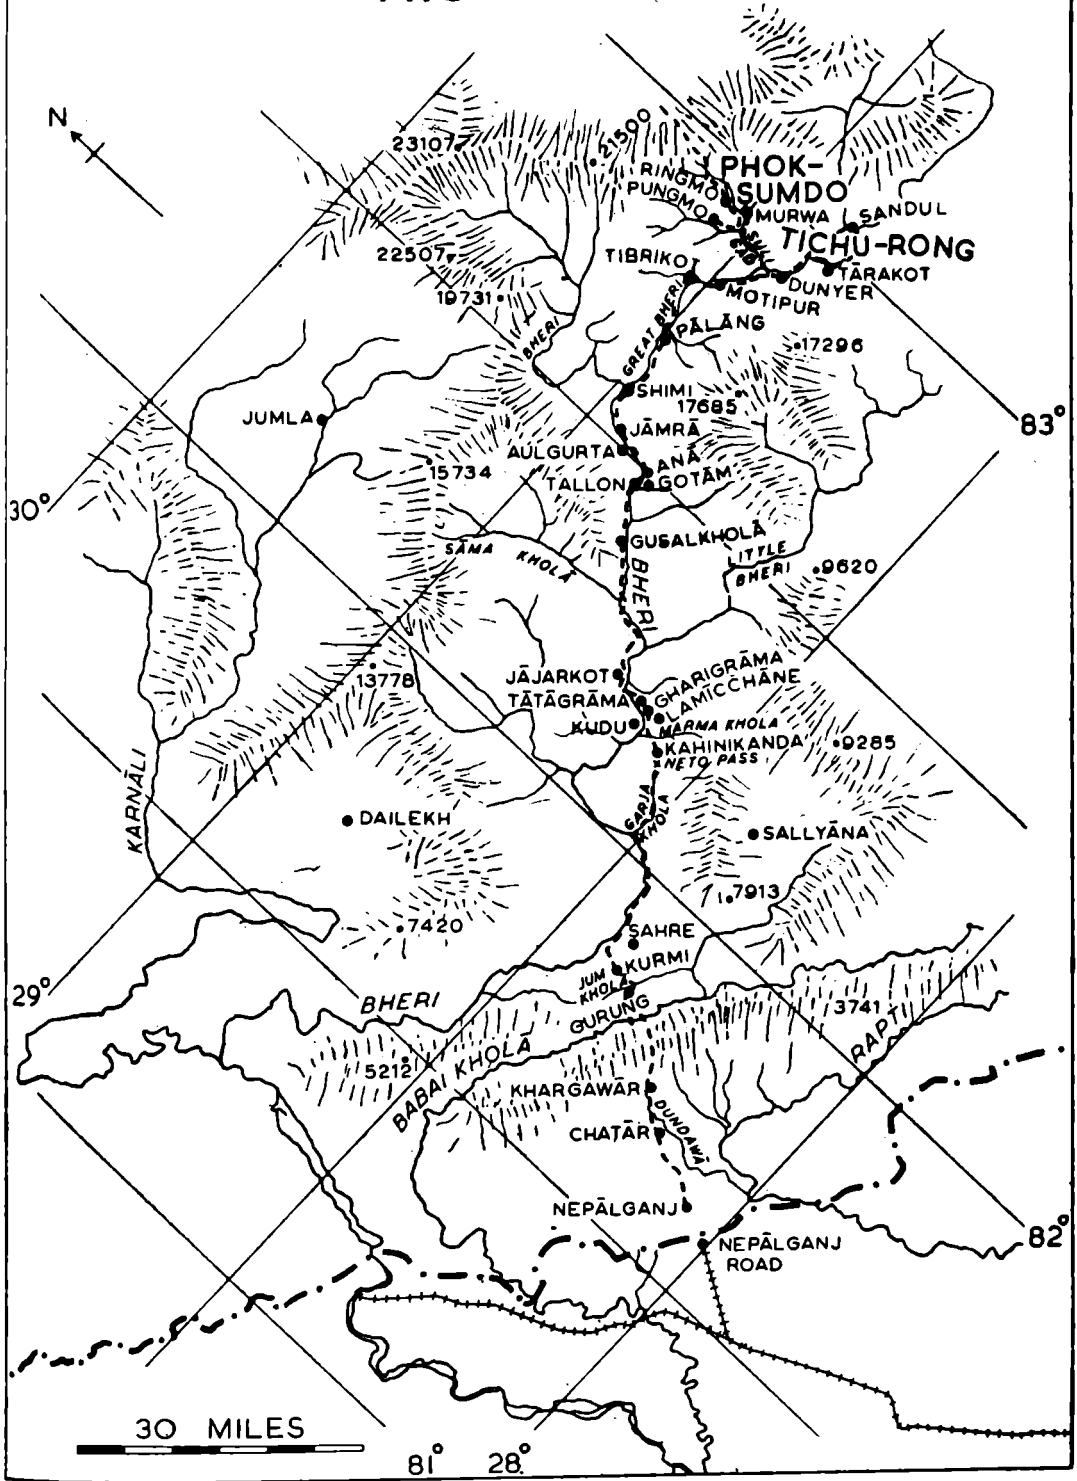 N
23107
21500
PHOK-
SUMDO
RINGMO
PUNGMO
MURWA
SANDUL
SULI
GAD
TICHU-RONG
22507
TIBRIKOT
TĀRAKOT
DUNYER
19731
MOTIPUR
BHERI
GREAT BHERI
PĀLĀNG
17296
SHIMI
17685
JUMLA
83°
JĀMRĀ
AULGURTA
ANĀ
15734
TALLON
GOTĀM
30°
GUSALKHOLĀ
SĀMA KHOLĀ
ITTLE
BHERI
BHERI
9620
JĀJARKOT
GHARIGRĀMA
13778
TĀTĀGRĀMA
LAMICCHĀNE
KUDU
MARMA KHOLA
KAHINIKANDA
9285
NETO PASS
KARNĀLI
GARJA
KHOLA
DAILEKH
SALLYĀNA
7913
7420
SAHRE
KURMI
29°
JUM
KHOLA
BHERI
GURUNG
3741
RAPTI
5212
BABAI KHOLĀ
KHARGAWĀR
DUNDAWĀ
CHATĀR
NEPĀLGANJ
82°
NEPĀLGANJ
ROAD
30 MILES
81° 28.